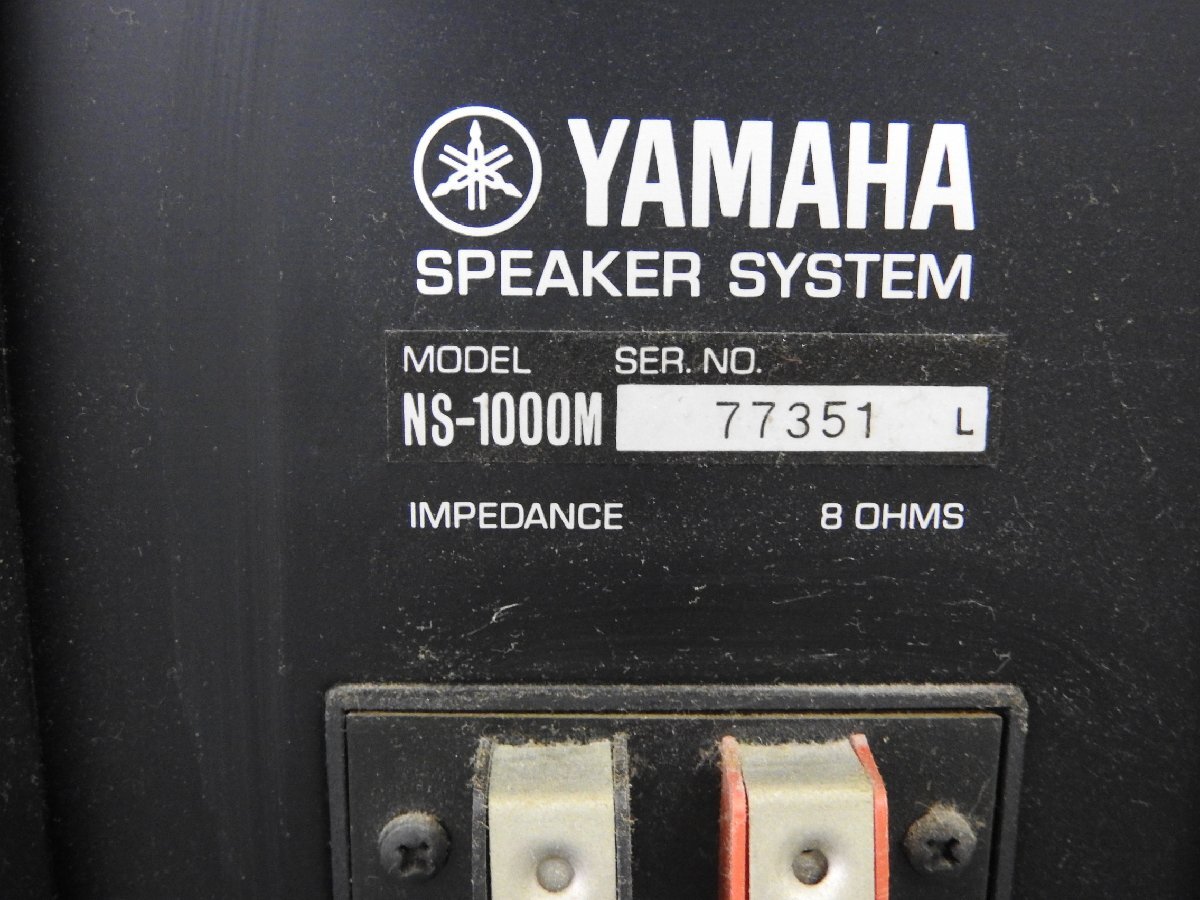 YAMAHA
SPEAKER SYSTEM
MODEL SER. NO.
NS-1000M 77351 L
IMPEDANCE 8 OHMS